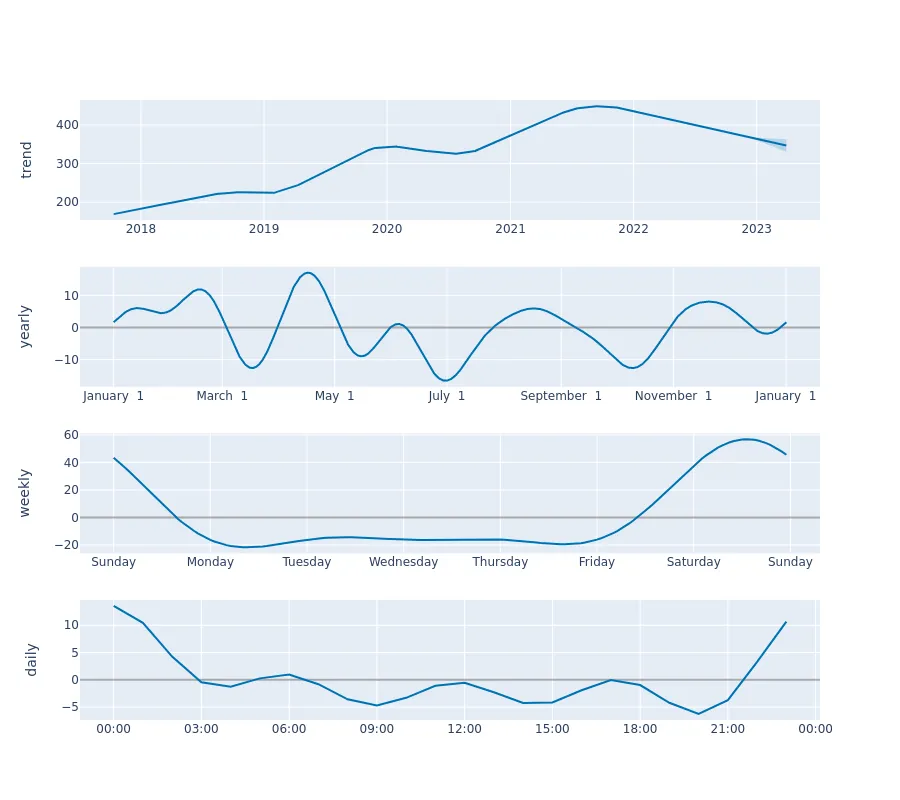 trend
400
300
200
2018 2019 2020 2021 2022 2023
yearly
10
0
−10
January 1 March 1 May 1 July 1 September 1 November 1 January 1
weekly
60
40
20
0
−20
Sunday Monday Tuesday Wednesday Thursday Friday Saturday Sunday
daily
10
5
0
−5
00:00 03:00 06:00 09:00 12:00 15:00 18:00 21:00 00:00